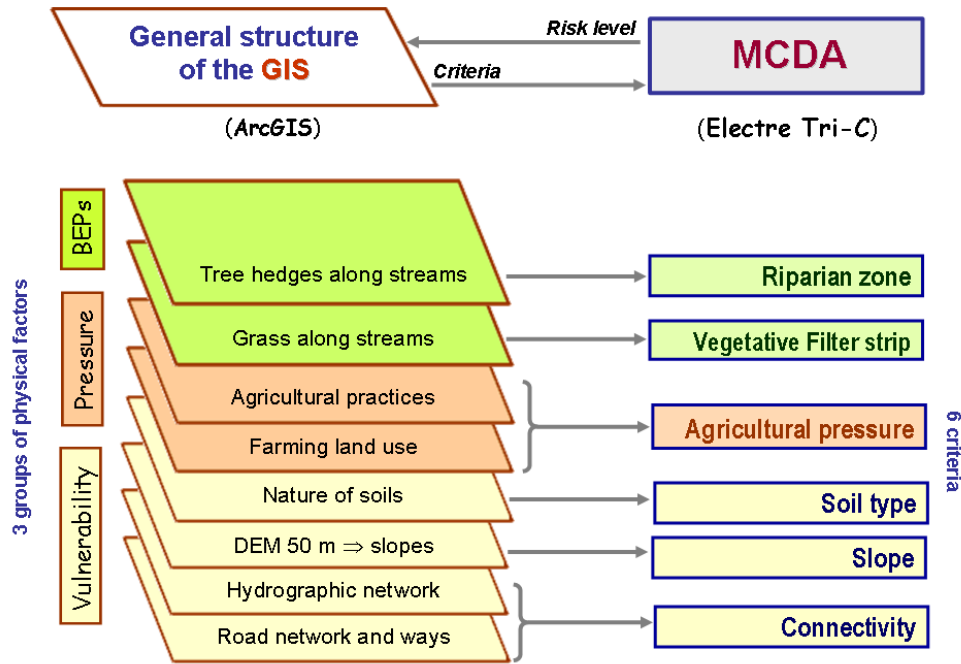 General structure
of the GIS
Risk level
Criteria
MCDA
(ArcGIS)
(Electre Tri-C)
3 groups of physical factors
BEPs
Pressure
Vulnerability
Tree hedges along streams
Grass along streams
Agricultural practices
Farming land use
Nature of soils
DEM 50 m ⇒ slopes
Hydrographic network
Road network and ways
Riparian zone
Vegetative Filter strip
Agricultural pressure
Soil type
Slope
Connectivity
6 criteria